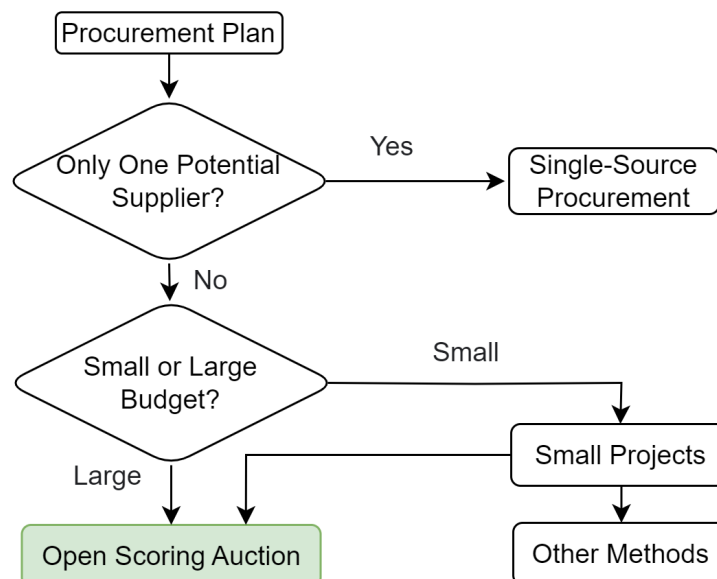 Procurement Plan
Only One Potential
Supplier?
Yes
Single-Source
Procurement
No
Small or Large
Budget?
Small
Small Projects
Large
Open Scoring Auction
Other Methods